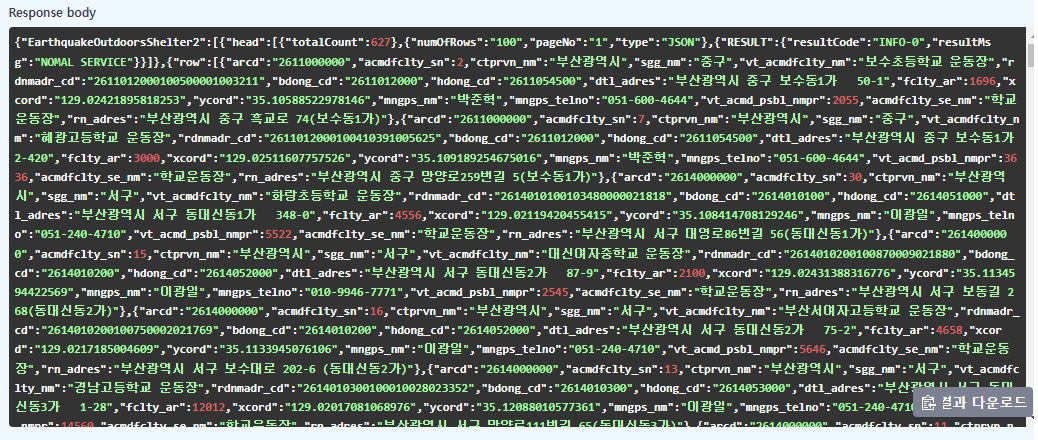 Response body
{"EarthquakeOutdoorsShelter2":[{"head":[{"totalCount":627},{"numOfRows":"100","pageNo":"1","type":"JSON"},{"RESULT":{"resultCode":"INFO-0","resultMs
g":"NOMAL SERVICE"}}]},{"row":[{"arcd":"2611000000","acmdfclty_sn":2,"ctprvn_nm":"부산광역시","sgg_nm":"중구","vt_acmdfclty_nm":"보수초등학교 운동장","r
dnmadr_cd":"2611012000100500001003211","bdong_cd":"2611012000","hdong_cd":"2611054500","dtl_adres":"부산광역시 중구 보수동1가   50-1","fclty_ar":1696,"x
cord":"129.02421895818253","ycord":"35.10588522978146","mngps_nm":"박준혁","mngps_telno":"051-600-4644","vt_acmd_psbl_nmpr":2055,"acmdfclty_se_nm":"학교
운동장","rn_adres":"부산광역시 중구 흑교로 74(보수동1가)"},{"arcd":"2611000000","acmdfclty_sn":7,"ctprvn_nm":"부산광역시","sgg_nm":"중구","vt_acmdfclty_n
m":"혜광고등학교 운동장","rdnmadr_cd":"2611012000100410391005625","bdong_cd":"2611012000","hdong_cd":"2611054500","dtl_adres":"부산광역시 중구 보수동1가
2-420","fclty_ar":3000,"xcord":"129.02511607757526","ycord":"35.109189254675016","mngps_nm":"박준혁","mngps_telno":"051-600-4644","vt_acmd_psbl_nmpr":36
36,"acmdfclty_se_nm":"학교운동장","rn_adres":"부산광역시 중구 망양로259번길 5(보수동1가)"},{"arcd":"2614000000","acmdfclty_sn":30,"ctprvn_nm":"부산광역
시","sgg_nm":"서구","vt_acmdfclty_nm":"화랑초등학교 운동장","rdnmadr_cd":"2614010100103480000021818","bdong_cd":"2614010100","hdong_cd":"2614051000","dt
l_adres":"부산광역시 서구 동대신동1가   348-0","fclty_ar":4556,"xcord":"129.02119420455415","ycord":"35.108414708129246","mngps_nm":"이광일","mngps_teln
o":"051-240-4710","vt_acmd_psbl_nmpr":5522,"acmdfclty_se_nm":"학교운동장","rn_adres":"부산광역시 서구 대영로86번길 56(동대신동1가)"},{"arcd":"261400000
0","acmdfclty_sn":15,"ctprvn_nm":"부산광역시","sgg_nm":"서구","vt_acmdfclty_nm":"대신여자중학교 운동장","rdnmadr_cd":"2614010200100870009021880","bdong_
cd":"2614010200","hdong_cd":"2614052000","dtl_adres":"부산광역시 서구 동대신동2가   87-9","fclty_ar":2100,"xcord":"129.02431388316776","ycord":"35.11345
94422569","mngps_nm":"이광일","mngps_telno":"010-9946-7771","vt_acmd_psbl_nmpr":2545,"acmdfclty_se_nm":"학교운동장","rn_adres":"부산광역시 서구 보동길 2
68(동대신동2가)"},{"arcd":"2614000000","acmdfclty_sn":16,"ctprvn_nm":"부산광역시","sgg_nm":"서구","vt_acmdfclty_nm":"부산서여자고등학교 운동장","rdnmadr_
cd":"2614010200100750002021769","bdong_cd":"2614010200","hdong_cd":"2614052000","dtl_adres":"부산광역시 서구 동대신동2가   75-2","fclty_ar":4658,"xcor
d":"129.0217185004609","ycord":"35.1133945076106","mngps_nm":"이광일","mngps_telno":"051-240-4710","vt_acmd_psbl_nmpr":5646,"acmdfclty_se_nm":"학교운동
장","rn_adres":"부산광역시 서구 보수대로 202-6 (동대신동2가)"},{"arcd":"2614000000","acmdfclty_sn":13,"ctprvn_nm":"부산광역시","sgg_nm":"서구","vt_acmdfc
lty_nm":"경남고등학교 운동장","rdnmadr_cd":"2614010300100010028023352","bdong_cd":"2614010300","hdong_cd":"2614053000","dtl_adres":"부산광역시 서구 동대
신동3가   1-28","fclty_ar":12012,"xcord":"129.02017081068976","ycord":"35.12088010577361","mngps_nm":"이광일","mngps_telno":"051-240-4710
nmpr":14560,"acmdfclty_se_nm":"학교운동장","rn_adres":"부산광역시 서구 망양로111번길 65(동대신동3가)"},{"arcd":"2614000000","acmdfclty_sn":11,"ctprvn_n
결과 다운로드